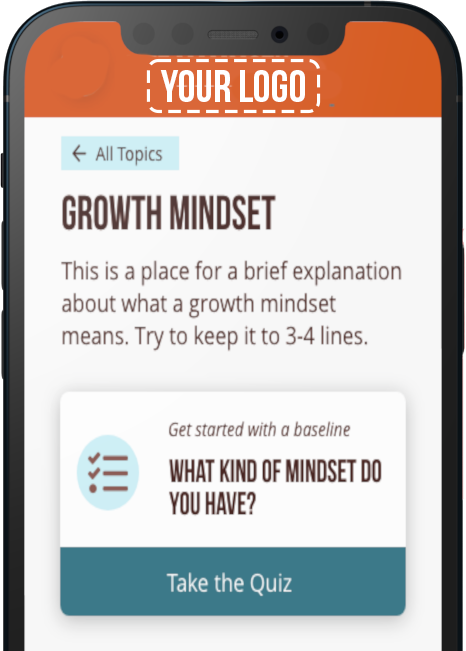 YOUR LOGO
← All Topics
GROWTH MINDSET
This is a place for a brief explanation
about what a growth mindset
means. Try to keep it to 3-4 lines.
Get started with a baseline
WHAT KIND OF MINDSET DO
YOU HAVE?
Take the Quiz